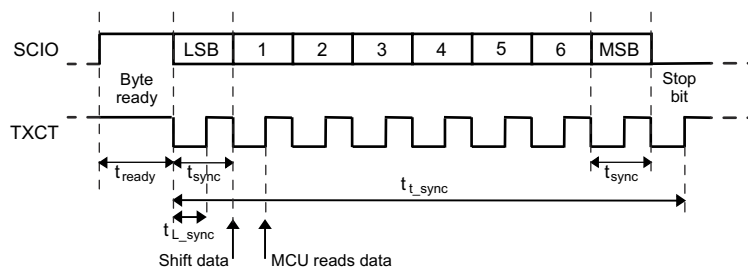 SCIO LSB 1 2 3 4 5 6 MSB
Byte ready
Stop bit
TXCT
tready tsync tsync
tt_sync
tL_sync
Shift data MCU reads data